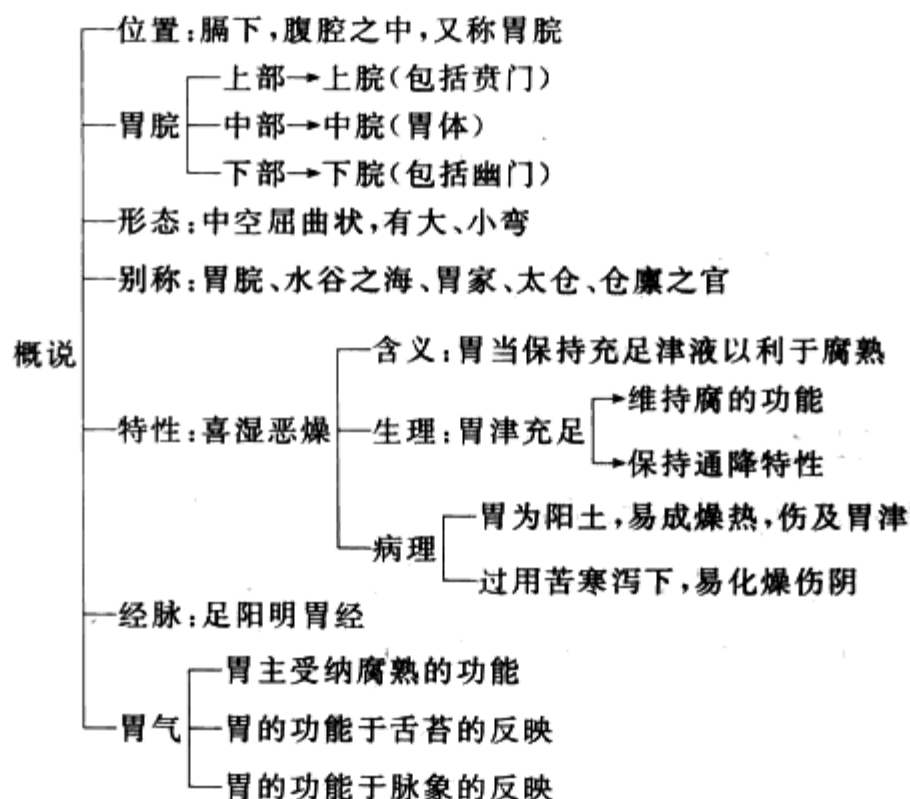 位置:膈下,腹腔之中,又称胃脘
上部→上脘(包括贲门)
胃脘
中部→中脘(胃体)
下部→下脘(包括幽门)
形态:中空屈曲状,有大、小弯
别称:胃脘、水谷之海、胃家、太仓、仓廪之官
概说
含义:胃当保持充足津液以利于腐熟
维持腐的功能
特性:喜湿恶燥
生理:胃津充足
保持通降特性
胃为阳土,易成燥热,伤及胃津
病理
过用苦寒泻下,易化燥伤阴
经脉:足阳明胃经
胃主受纳腐熟的功能
胃气
胃的功能于舌苔的反映
胃的功能于脉象的反映